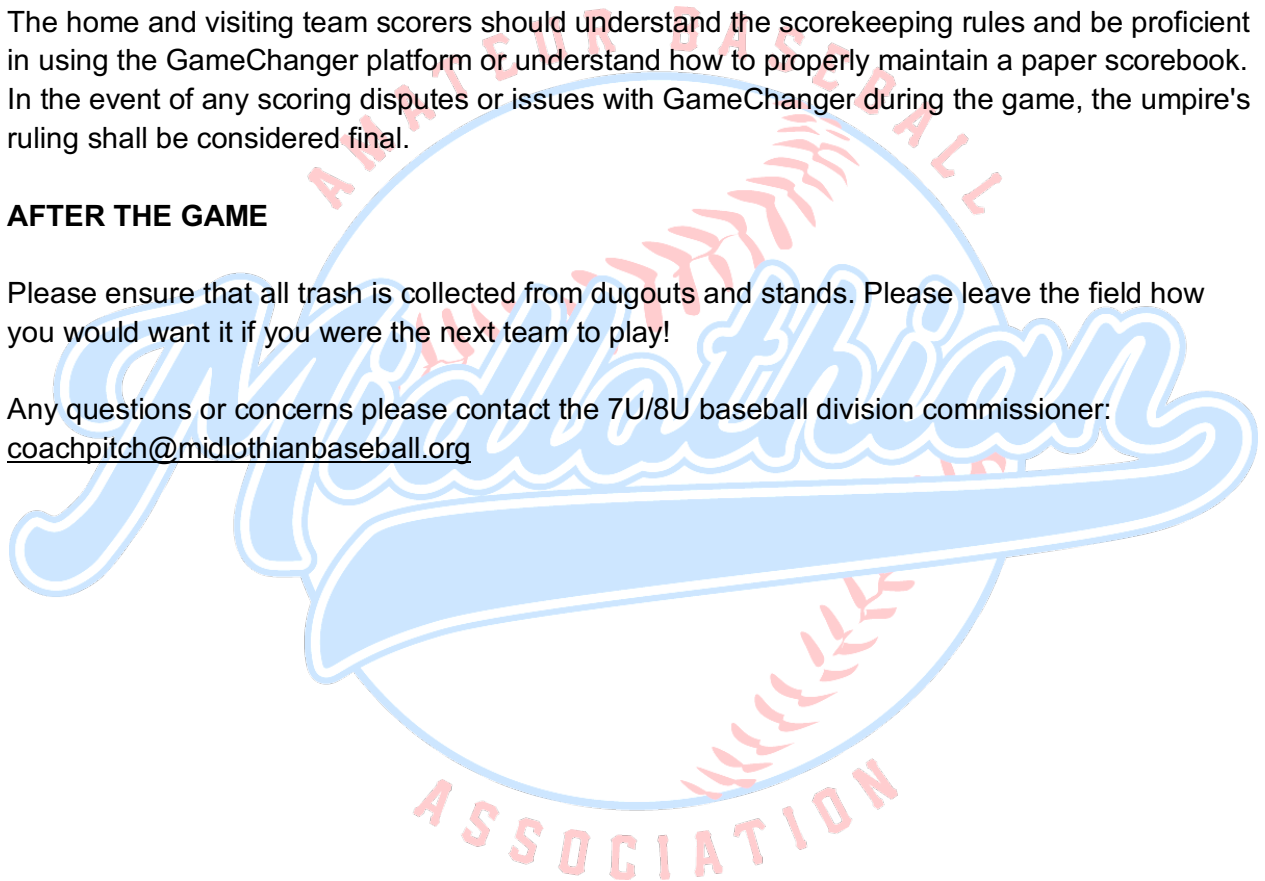 The home and visiting team scorers should understand the scorekeeping rules and be proficient
in using the GameChanger platform or understand how to properly maintain a paper scorebook.
In the event of any scoring disputes or issues with GameChanger during the game, the umpire's
ruling shall be considered final.
AFTER THE GAME
Please ensure that all trash is collected from dugouts and stands. Please leave the field how
you would want it if you were the next team to play!
Any questions or concerns please contact the 7U/8U baseball division commissioner:
coachpitch@midlothianbaseball.org
AMATEUR BASEBALL
Midlothian
ASSOCIATION